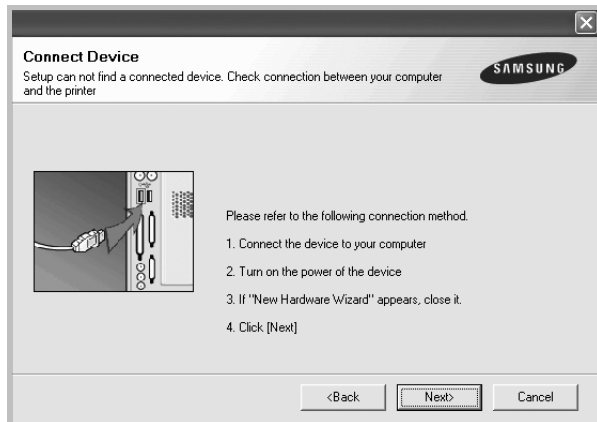 Connect Device
Setup can not find a connected device. Check connection between your computer
and the printer
SAMSUNG
Please refer to the following connection method.
1. Connect the device to your computer
2. Turn on the power of the device
3. If "New Hardware Wizard" appears, close it.
4. Click [Next]
<Back Next> Cancel